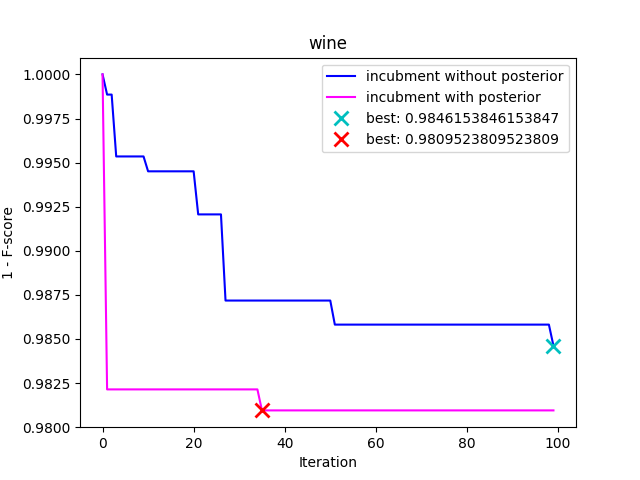 wine
incubment without posterior
incubment with posterior
best: 0.9846153846153847
best: 0.9809523809523809
1.0000
0.9975
0.9950
0.9925
0.9900
0.9875
0.9850
0.9825
0.9800
1 - F-score
0 20 40 60 80 100
Iteration